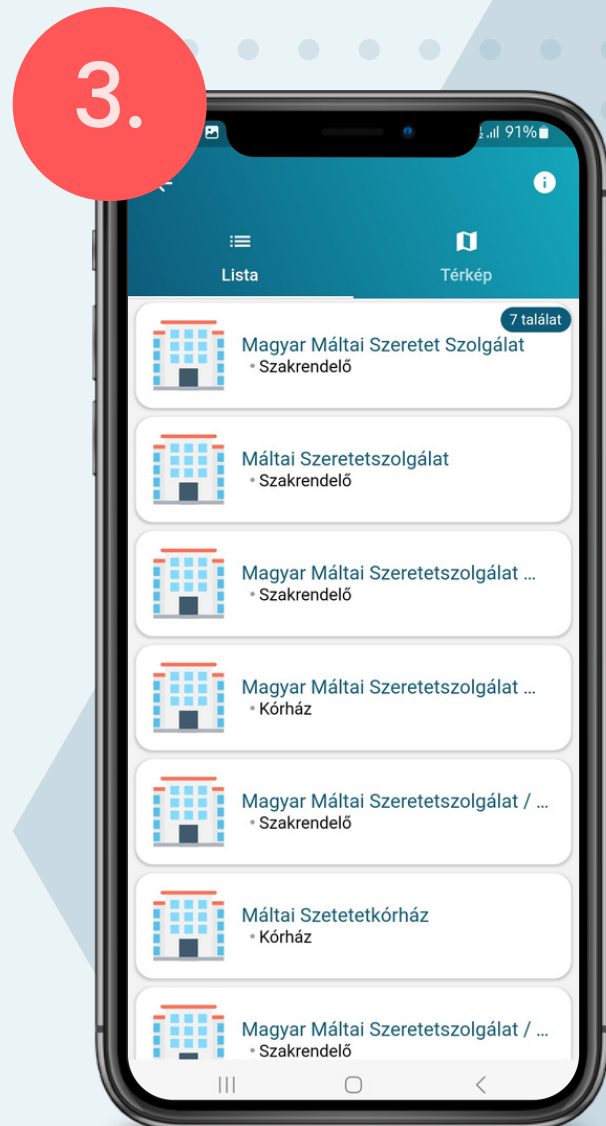 3.
91%
Lista
Térkép
7 találat
Magyar Máltai Szeretet Szolgálat
• Szakrendelő
Máltai Szeretetszolgálat
• Szakrendelő
Magyar Máltai Szeretetszolgálat ...
• Szakrendelő
Magyar Máltai Szeretetszolgálat ...
• Kórház
Magyar Máltai Szeretetszolgálat / ...
• Szakrendelő
Máltai Szetetetkórház
• Kórház
Magyar Máltai Szeretetszolgálat / ...
• Szakrendelő